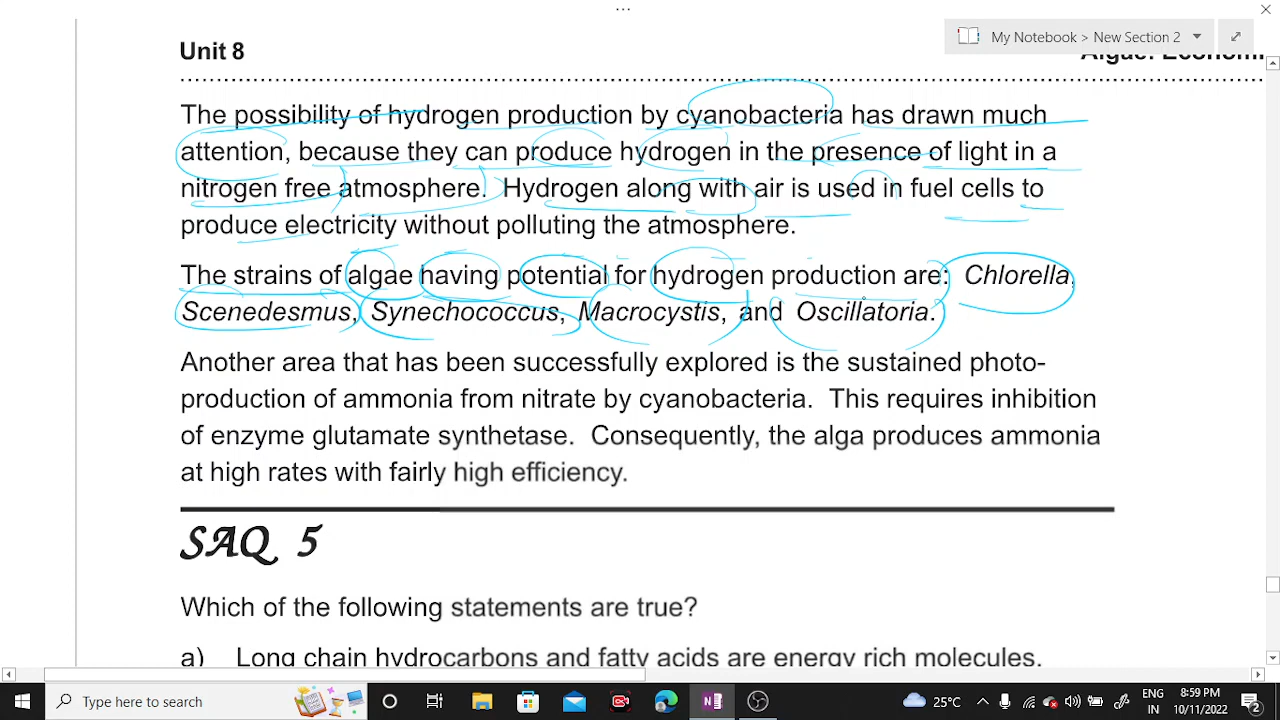 ...
My Notebook > New Section 2
Unit 8
Algae: Economi
The possibility of hydrogen production by cyanobacteria has drawn much
attention, because they can produce hydrogen in the presence of light in a
nitrogen free atmosphere. Hydrogen along with air is used in fuel cells to
produce electricity without polluting the atmosphere.
The strains of algae having potential for hydrogen production are: Chlorella,
Scenedesmus, Synechococcus, Macrocystis, and Oscillatoria.
Another area that has been successfully explored is the sustained photo-
production of ammonia from nitrate by cyanobacteria. This requires inhibition
of enzyme glutamate synthetase. Consequently, the alga produces ammonia
at high rates with fairly high efficiency.
SAQ 5
Which of the following statements are true?
a) Long chain hydrocarbons and fatty acids are energy rich molecules.
Type here to search
25°C
ENG
IN
8:59 PM
10/11/2022
2